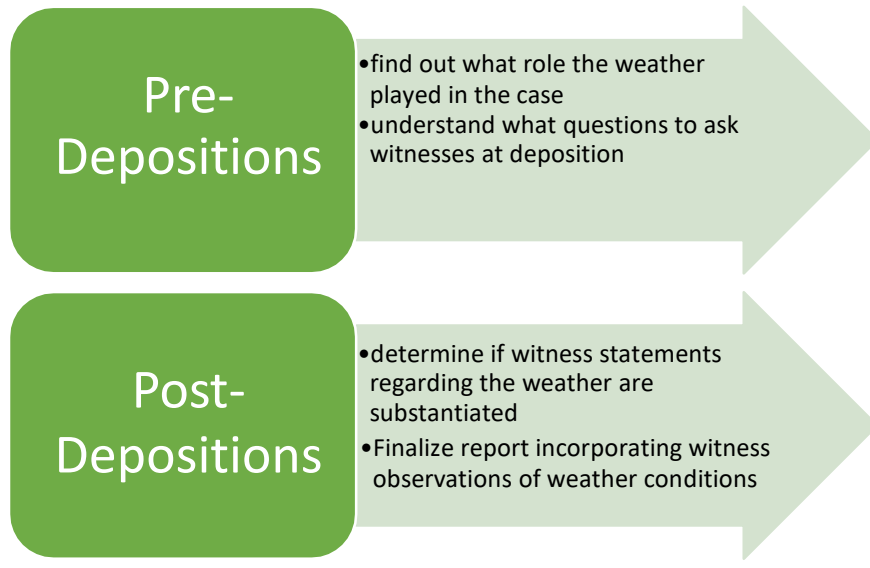 Pre-
Depositions
•find out what role the weather
played in the case
•understand what questions to ask
witnesses at deposition
Post-
Depositions
•determine if witness statements
regarding the weather are
substantiated
•Finalize report incorporating witness
observations of weather conditions